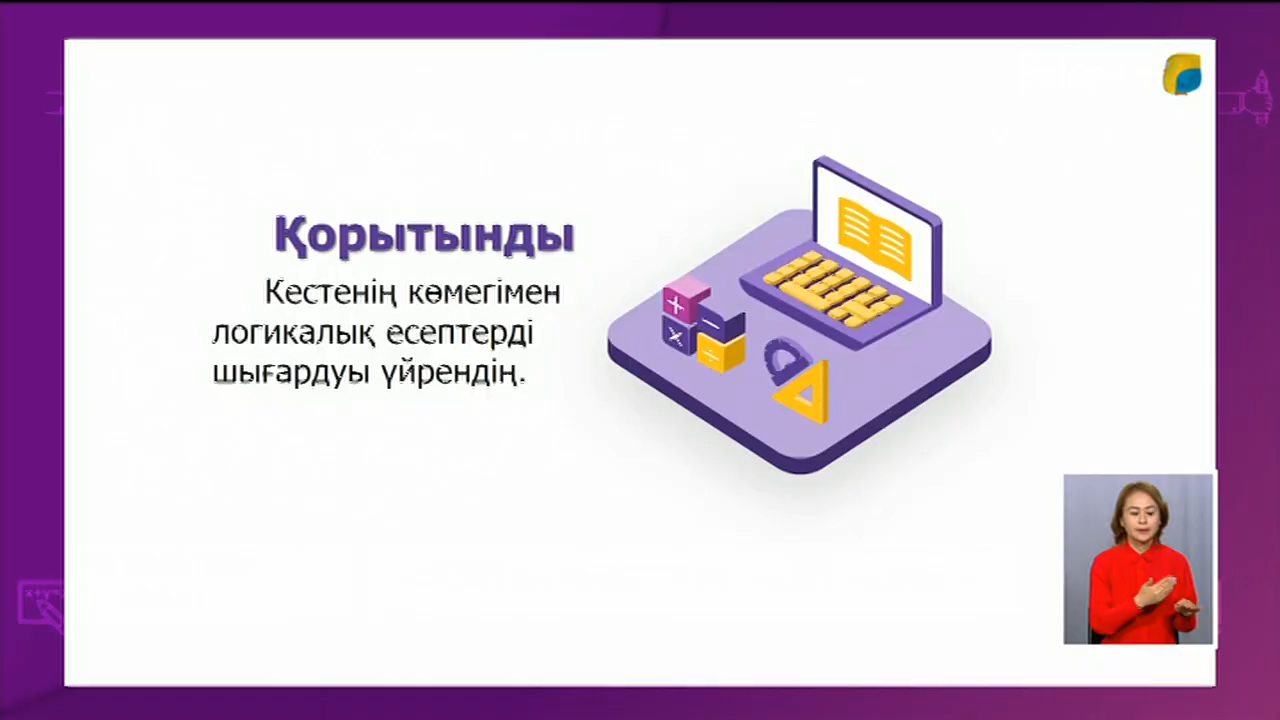 Қорытынды
Кестенің көмегімен
логикалық есептерді
шығардуы үйрендің.